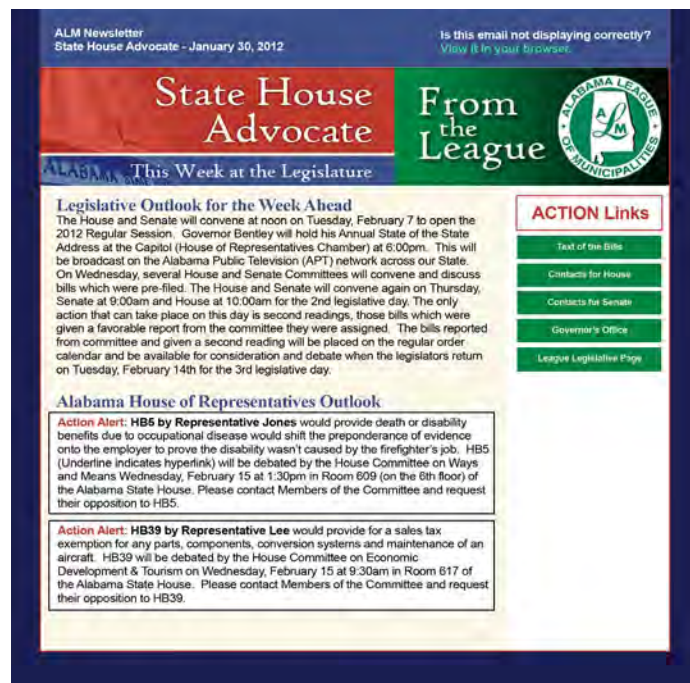 ALM Newsletter
State House Advocate - January 30, 2012
Is this email not displaying correctly?
View it in your browser.
State House
Advocate
ALABAMA
This Week at the Legislature
From
the
League
ALABAMA LEAGUE
OF MUNICIPALITIES
ALM
Legislative Outlook for the Week Ahead
The House and Senate will convene at noon on Tuesday, February 7 to open the
2012 Regular Session. Governor Bentley will hold his Annual State of the State
Address at the Capitol (House of Representatives Chamber) at 6:00pm. This will
be broadcast on the Alabama Public Television (APT) network across our State.
On Wednesday, several House and Senate Committees will convene and discuss
bills which were pre-filed. The House and Senate will convene again on Thursday,
Senate at 9:00am and House at 10:00am for the 2nd legislative day. The only
action that can take place on this day is second readings, those bills which were
given a favorable report from the committee they were assigned. The bills reported
from committee and given a second reading will be placed on the regular order
calendar and be available for consideration and debate when the legislators return
on Tuesday, February 14th for the 3rd legislative day.
Alabama House of Representatives Outlook
Action Alert: HB5 by Representative Jones would provide death or disability
benefits due to occupational disease would shift the preponderance of evidence
onto the employer to prove the disability wasn't caused by the firefighter's job. HB5
(Underline indicates hyperlink) will be debated by the House Committee on Ways
and Means Wednesday, February 15 at 1:30pm in Room 609 (on the 6th floor) of
the Alabama State House. Please contact Members of the Committee and request
their opposition to HB5.
Action Alert: HB39 by Representative Lee would provide for a sales tax
exemption for any parts, components, conversion systems and maintenance of an
aircraft. HB39 will be debated by the House Committee on Economic
Development & Tourism on Wednesday, February 15 at 9:30am in Room 617 of
the Alabama State House. Please contact Members of the Committee and request
their opposition to HB39.
ACTION Links
Text of the Bills
Contacts for House
Contacts for Senate
Governor's Office
League Legislative Page